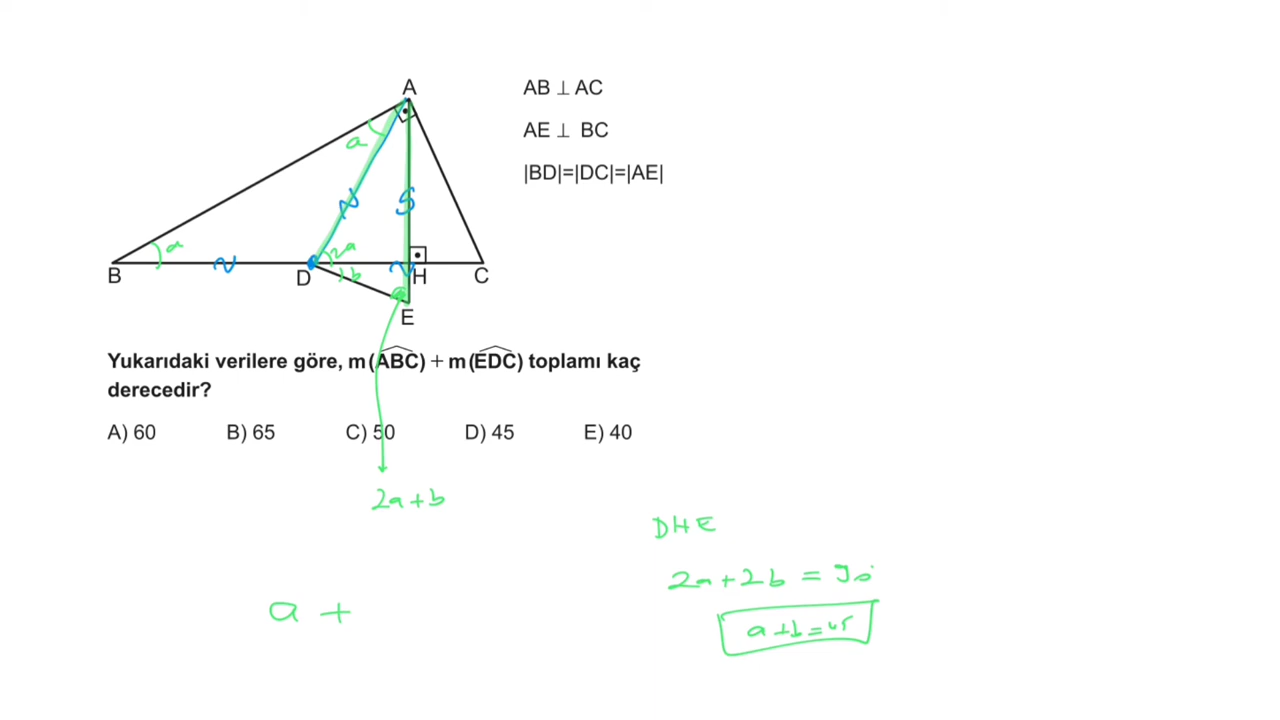 A
AB ⊥ AC
AE ⊥ BC
|BD|=|DC|=|AE|
a
a
2a
b
B
D
H
C
E
Yukarıdaki verilere göre, m(ABC) + m(EDC) toplamı kaç
derecedir?
A) 60 B) 65 C) 50 D) 45 E) 40
2a+b
DHE
2a+2b = 90
a+b=45
a +